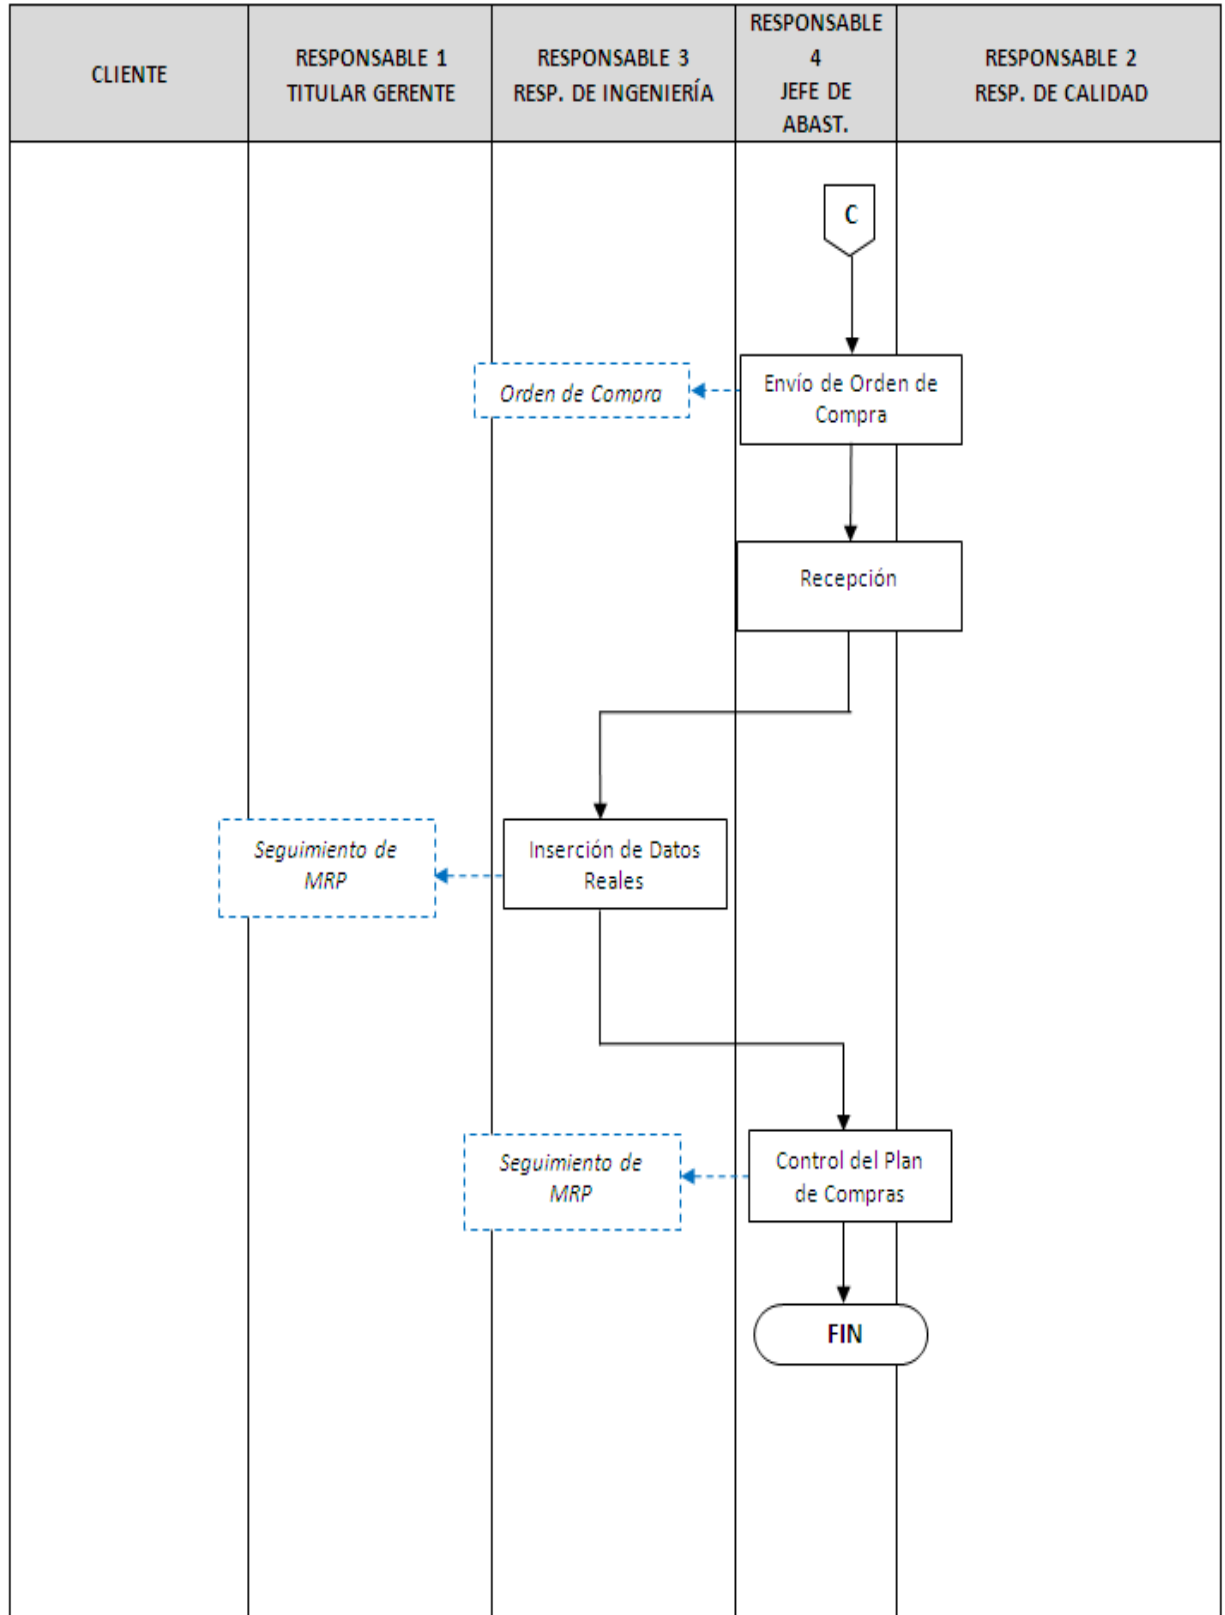 CLIENTE
RESPONSABLE 1
TITULAR GERENTE
RESPONSABLE 3
RESP. DE INGENIERÍA
RESPONSABLE
4
JEFE DE
ABAST.
RESPONSABLE 2
RESP. DE CALIDAD
C
Envío de Orden de
Compra
Orden de Compra
Recepción
Inserción de Datos
Reales
Seguimiento de
MRP
Control del Plan
de Compras
Seguimiento de
MRP
FIN